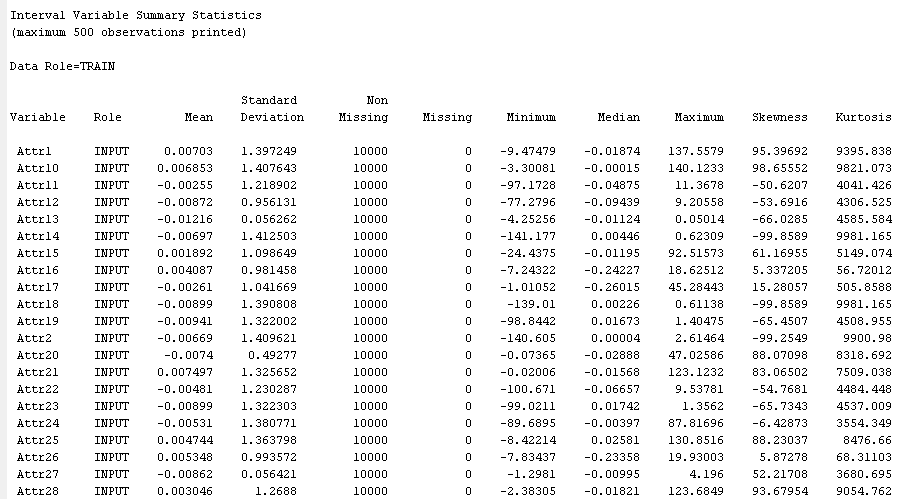 Interval Variable Summary Statistics
(maximum 500 observations printed)
Data Role=TRAIN
Standard Non
Variable Role Mean Deviation Missing Missing Minimum Median Maximum Skewness Kurtosis
Attr1 INPUT 0.00703 1.397249 10000 0 -9.47479 -0.01874 137.5579 95.39692 9395.838
Attr10 INPUT 0.006853 1.407643 10000 0 -3.30081 -0.00015 140.1233 98.65552 9821.073
Attr11 INPUT -0.00255 1.218902 10000 0 -97.1728 -0.04875 11.3678 -50.6207 4041.426
Attr12 INPUT -0.00872 0.956131 10000 0 -77.2796 -0.09439 9.20558 -53.6916 4306.525
Attr13 INPUT -0.01216 0.056262 10000 0 -4.25256 -0.01124 0.05014 -66.0285 4585.584
Attr14 INPUT -0.00697 1.412503 10000 0 -141.177 0.00446 0.62309 -99.8589 9981.165
Attr15 INPUT 0.001892 1.098649 10000 0 -24.4375 -0.01195 92.51573 61.16955 5149.074
Attr16 INPUT 0.004087 0.981458 10000 0 -7.24322 -0.24227 18.62512 5.337205 56.72012
Attr17 INPUT -0.00261 1.041669 10000 0 -1.01052 -0.26015 45.28443 15.28057 505.8588
Attr18 INPUT -0.00899 1.390808 10000 0 -139.01 0.00226 0.61138 -99.8589 9981.165
Attr19 INPUT -0.00941 1.322002 10000 0 -98.8442 0.01673 1.40475 -65.4507 4508.955
Attr2 INPUT -0.00669 1.409621 10000 0 -140.605 0.00004 2.61464 -99.2549 9900.98
Attr20 INPUT -0.0074 0.49277 10000 0 -0.07365 -0.02888 47.02586 88.07098 8318.692
Attr21 INPUT 0.007497 1.325652 10000 0 -0.02006 -0.01568 123.1232 83.06502 7509.038
Attr22 INPUT -0.00481 1.230287 10000 0 -100.671 -0.06657 9.53781 -54.7681 4484.448
Attr23 INPUT -0.00899 1.322303 10000 0 -99.0211 0.01742 1.3562 -65.7343 4537.009
Attr24 INPUT -0.00531 1.380771 10000 0 -89.6895 -0.00397 87.81696 -6.42873 3554.349
Attr25 INPUT 0.004744 1.363798 10000 0 -8.42214 0.02581 130.8516 88.23037 8476.66
Attr26 INPUT 0.005348 0.993572 10000 0 -7.83437 -0.23358 19.93003 5.87278 68.31103
Attr27 INPUT -0.00862 0.056421 10000 0 -1.2981 -0.00995 4.196 52.21708 3680.695
Attr28 INPUT 0.003046 1.2688 10000 0 -2.38305 -0.01821 123.6849 93.67954 9054.762